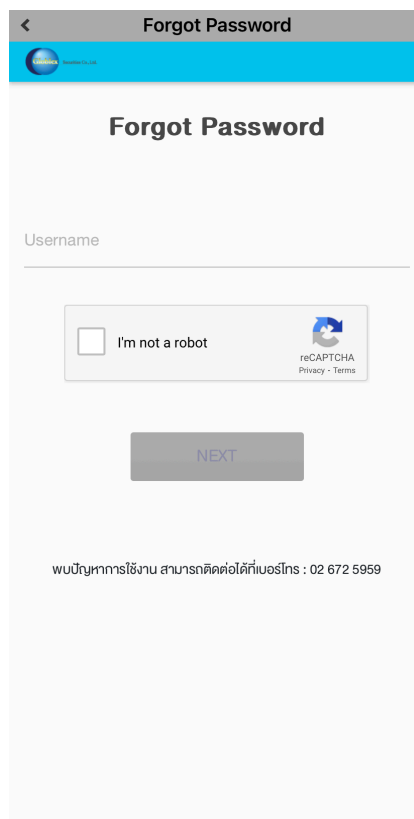 Forgot Password
Forgot Password
Username
I'm not a robot
reCAPTCHA
Privacy - Terms
NEXT
พบปัญหาการใช้งาน สามารถติดต่อได้ที่เบอร์โทร : 02 672 5959